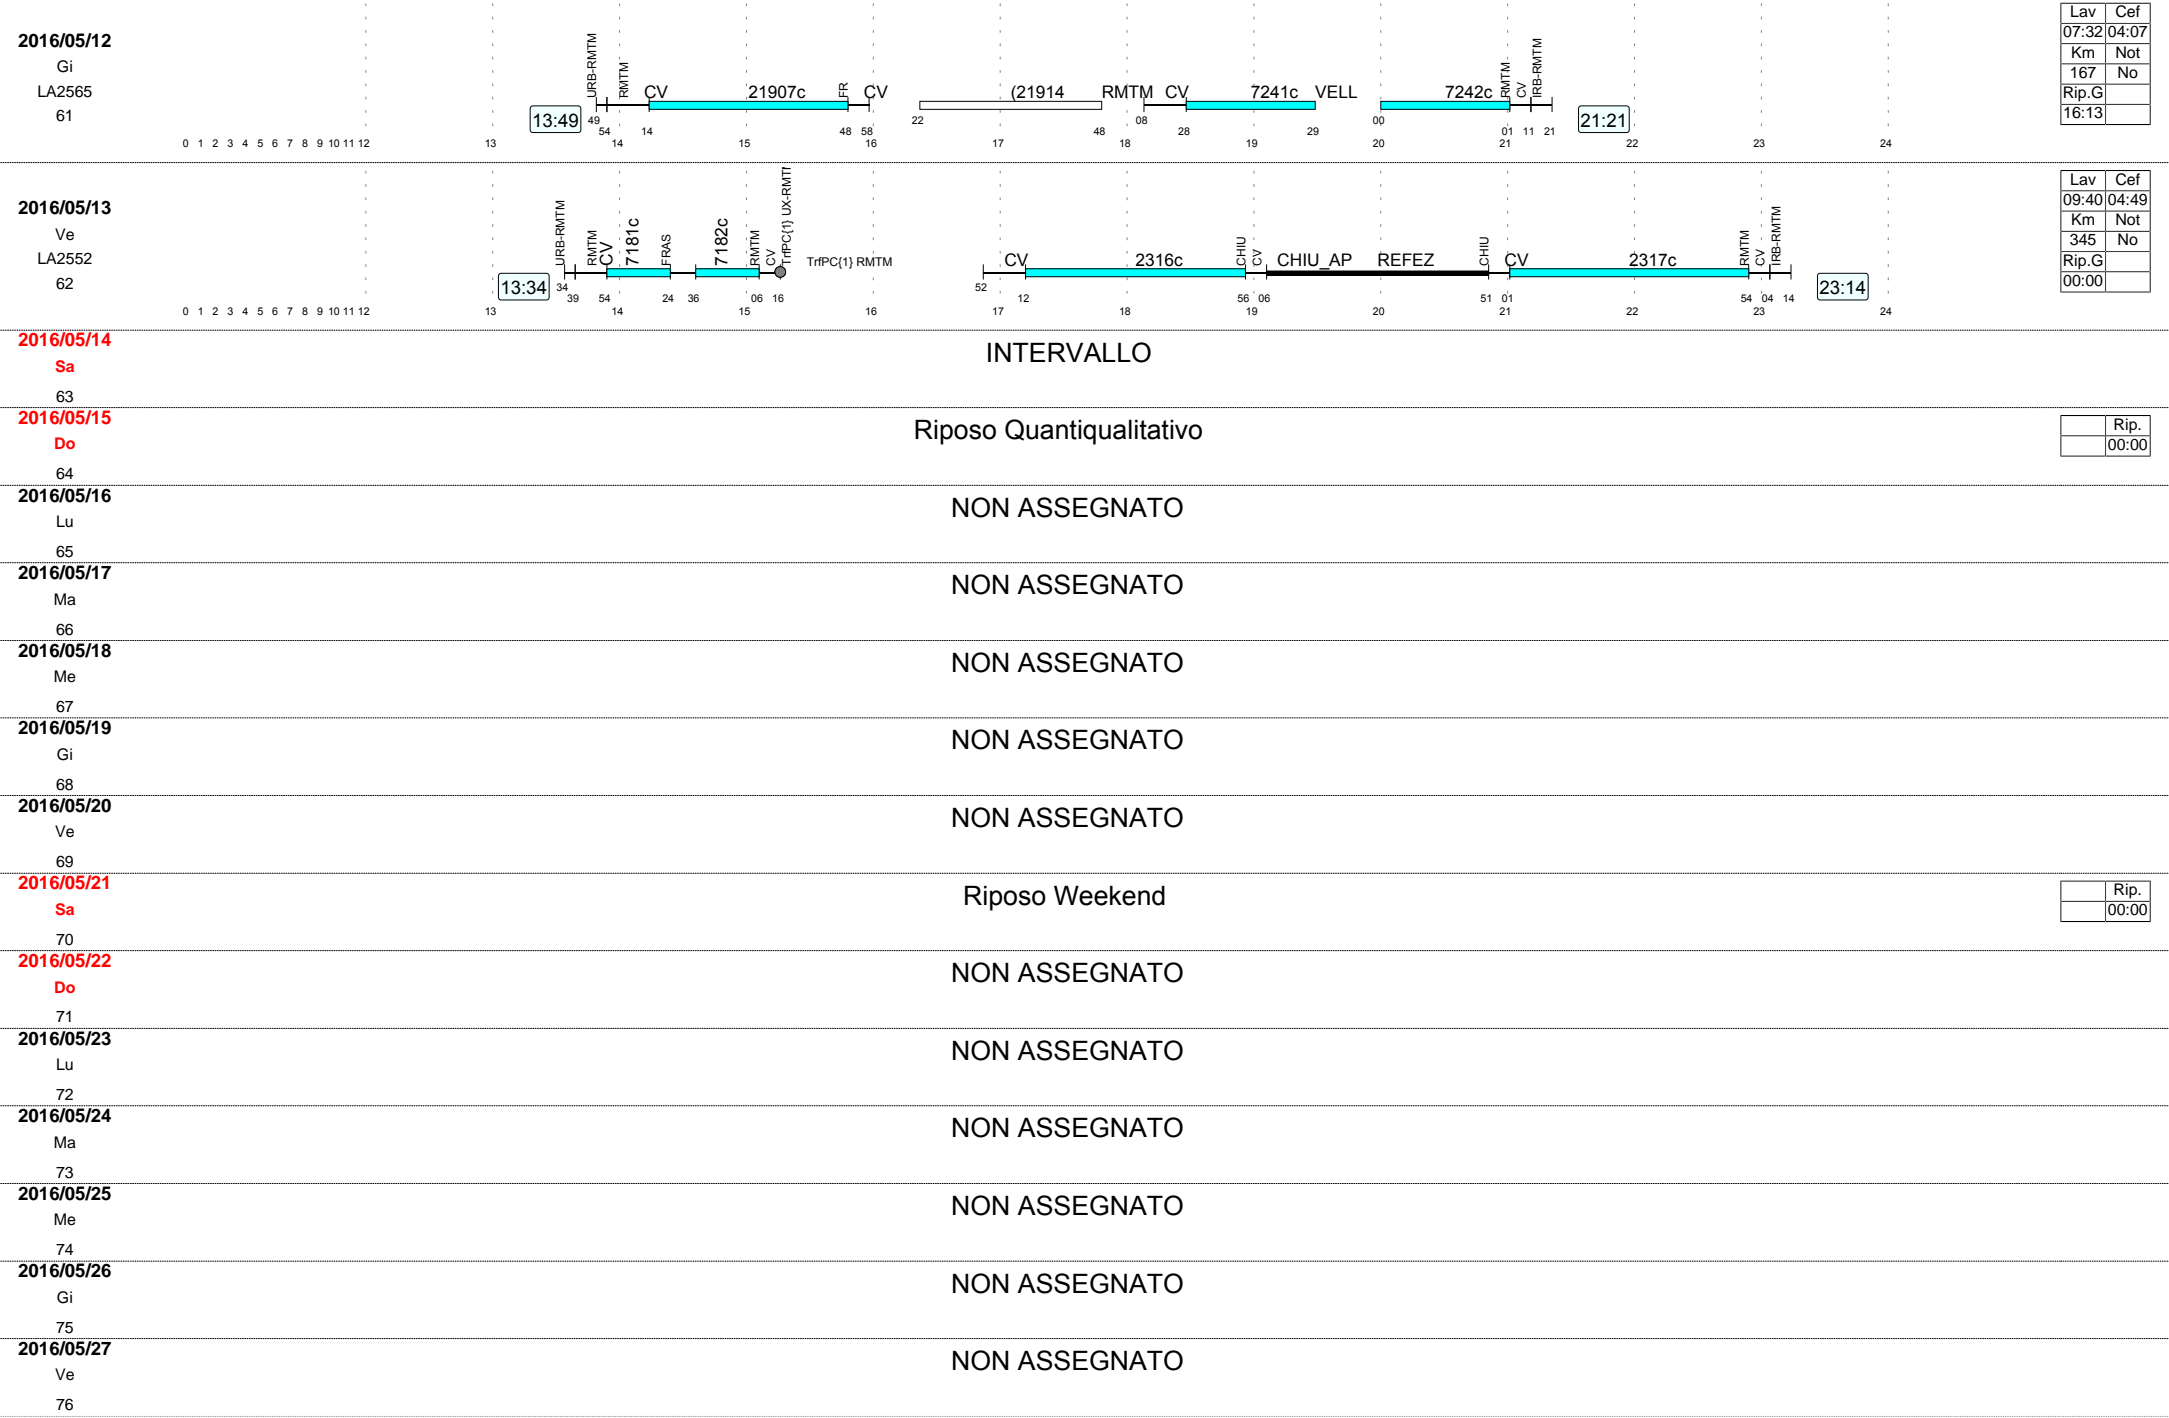 2016/05/12
Gi
LA2565
61
13:49
URB-RMTM RMTM CV 21907c FR CV (21914 RMTM CV 7241c VELL 7242c RMTM CV IRB-RMTM
49 54 14 48 58 22 48 08 28 29 00 01 11 21
21:21
0 1 2 3 4 5 6 7 8 9 10 11 12 13 14 15 16 17 18 19 20 21 22 23 24
Lav Cef
07:32 04:07
Km Not
167 No
Rip.G
16:13
2016/05/13
Ve
LA2552
62
13:34
URB-RMTM RMTM CV 7181c FRAS 7182c RMTM CV TrfPC{1} UX-RMTM TrfPC{1} RMTM CV 2316c CHIU CV CHIU_AP REFEZ CHIU CV 2317c RMTM CV IRB-RMTM
34 39 54 24 36 06 16 52 12 56 06 51 01 54 04 14
23:14
0 1 2 3 4 5 6 7 8 9 10 11 12 13 14 15 16 17 18 19 20 21 22 23 24
Lav Cef
09:40 04:49
Km Not
345 No
Rip.G
00:00
2016/05/14
Sa
63
INTERVALLO
2016/05/15
Do
64
Riposo Quantiqualitativo
Rip.
00:00
2016/05/16
Lu
65
NON ASSEGNATO
2016/05/17
Ma
66
NON ASSEGNATO
2016/05/18
Me
67
NON ASSEGNATO
2016/05/19
Gi
68
NON ASSEGNATO
2016/05/20
Ve
69
NON ASSEGNATO
2016/05/21
Sa
70
Riposo Weekend
Rip.
00:00
2016/05/22
Do
71
NON ASSEGNATO
2016/05/23
Lu
72
NON ASSEGNATO
2016/05/24
Ma
73
NON ASSEGNATO
2016/05/25
Me
74
NON ASSEGNATO
2016/05/26
Gi
75
NON ASSEGNATO
2016/05/27
Ve
76
NON ASSEGNATO